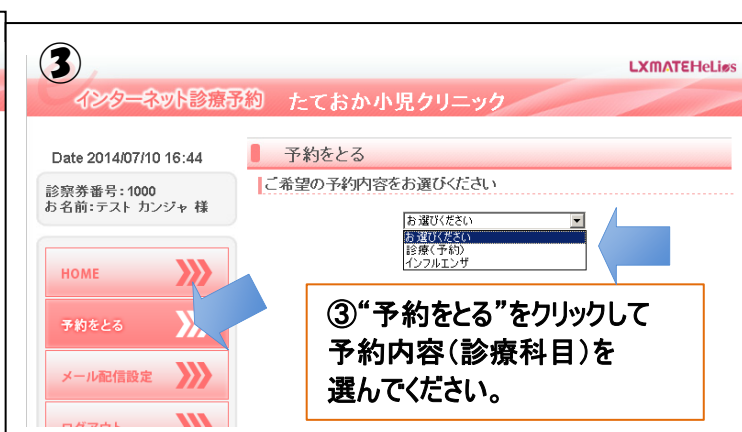 ③
LXMATEHeLios
インターネット診療予約 たておか小児クリニック
Date 2014/07/10 16:44
診察券番号：1000
お名前：テスト カンジャ 様
HOME
予約をとる
メール配信設定
ログアウト
予約をとる
ご希望の予約内容をお選びください
お選びください
お選びください
診療(予約)
インフルエンザ
③“予約をとる”をクリックして
予約内容（診療科目）を
選んでください。